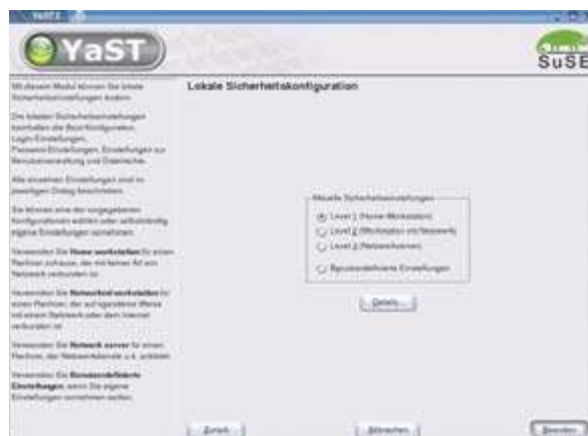 YaST2
YaST
SuSE
Mit diesem Modul können Sie lokale
Sicherheitseinstellungen ändern.
Die lokalen Sicherheitseinstellungen
beinhalten die Boot-Konfiguration,
Login-Einstellungen,
Passwort-Einstellungen, Einstellungen zur
Benutzerverwaltung und Dateirechte.
Alle einzelnen Einstellungen sind im
jeweiligen Dialog beschrieben.
Sie können eine der vorgegebenen
Konfigurationen wählen oder selbstständig
eigene Einstellungen vornehmen.
Verwenden Sie Home workstation für einen
Rechner zuhause, der mit keiner Art von
Netzwerk verbunden ist.
Verwenden Sie Networked workstation für
einen Rechner, der auf irgendeine Weise
mit einem Netzwerk oder dem Internet
verbunden ist.
Verwenden Sie Network server für einen
Rechner, der Netzwerkdienste u.ä. anbietet.
Verwenden Sie Benutzerdefinierte
Einstellungen, wenn Sie eigene
Einstellungen vornehmen wollen.
Lokale Sicherheitskonfiguration
Aktuelle Sicherheitseinstellungen
Level 1 (Home-Workstation)
Level 2 (Workstation mit Netzwerk)
Level 3 (Netzwerkserver)
Benutzerdefinierte Einstellungen
Details...
Zurück
Abbrechen
Beenden